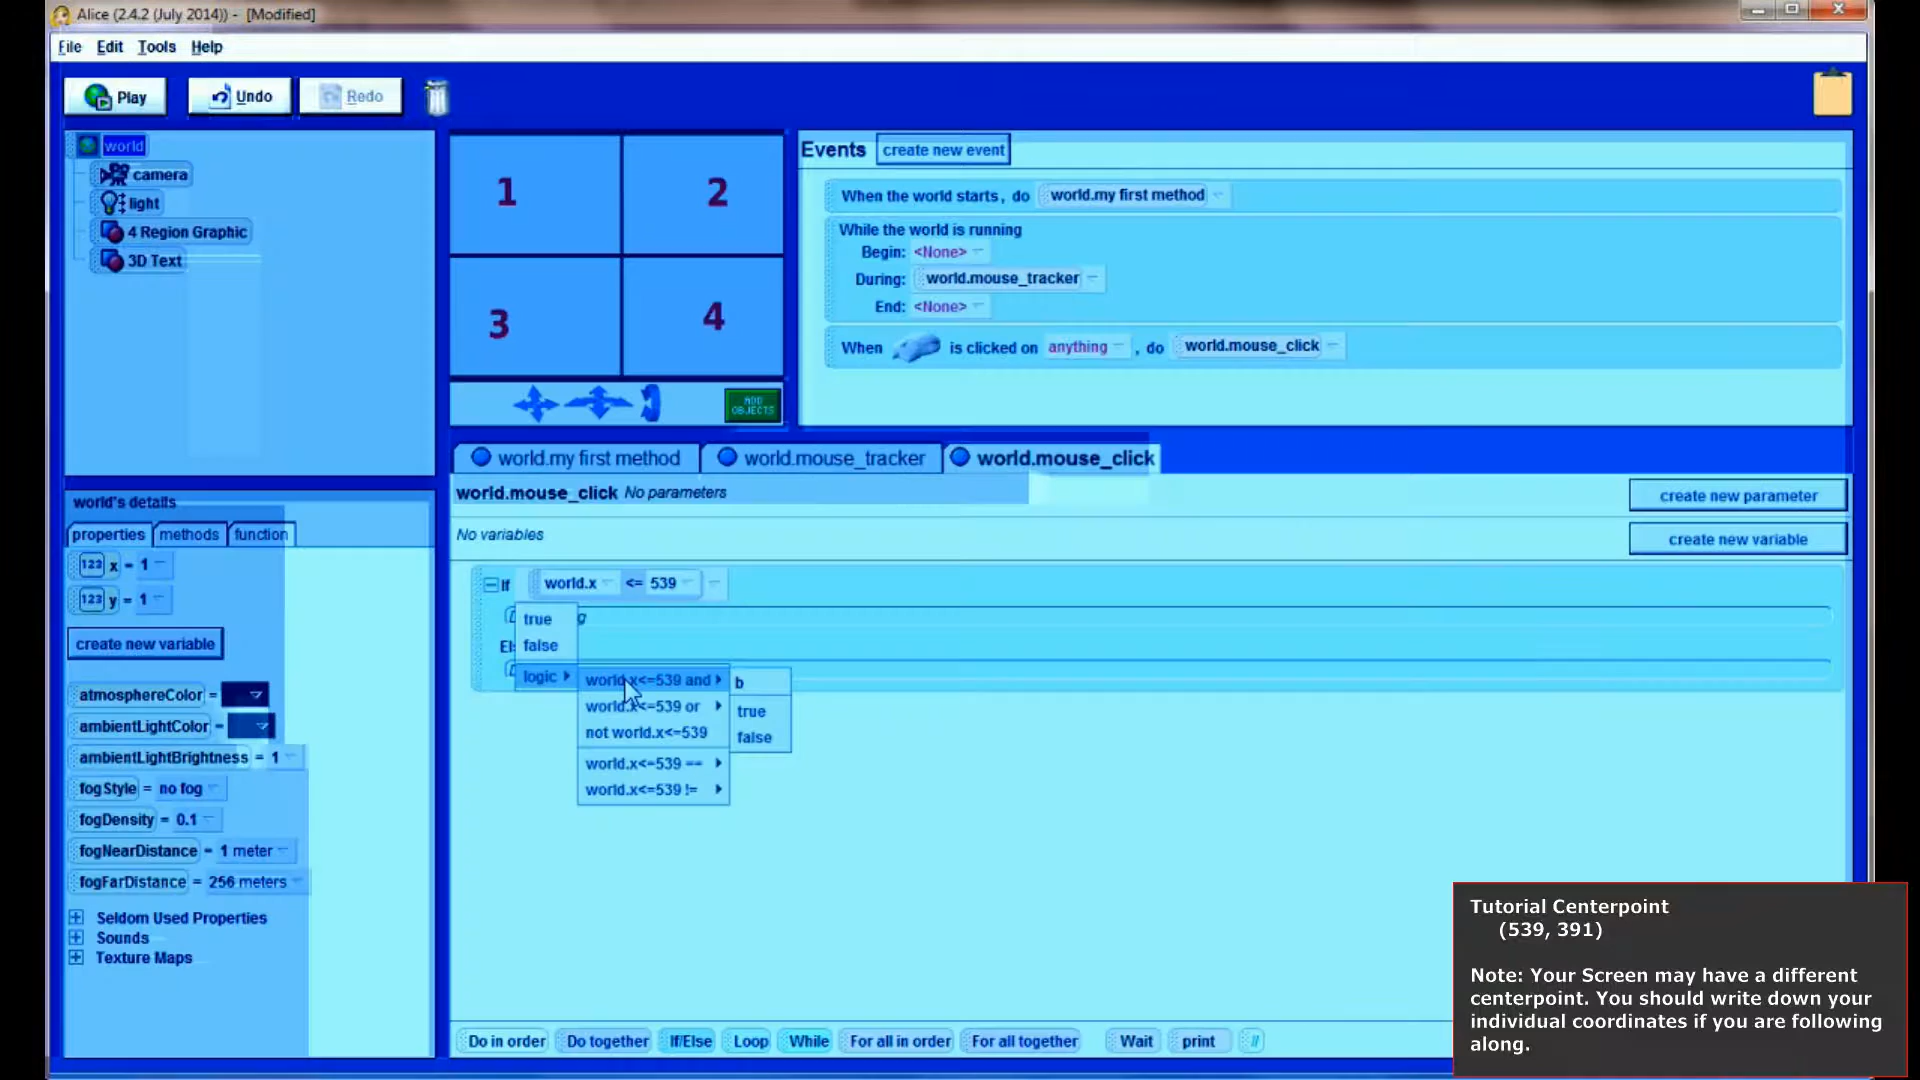 Alice (2.4.2 (July 2014)) - [Modified]
File Edit Tools Help
Play Undo Redo
world
camera
light
4 Region Graphic
3D Text
1 2
3 4
ADD
OBJECTS
Events create new event
When the world starts, do world.my first method
While the world is running
Begin: <None>
During: world.mouse_tracker
End: <None>
When is clicked on anything, do world.mouse_click
world's details
properties methods function
123 x = 1
123 y = 1
create new variable
atmosphereColor =
ambientLightColor =
ambientLightBrightness = 1
fogStyle = no fog
fogDensity = 0.1
fogNearDistance = 1 meter
fogFarDistance = 256 meters
Seldom Used Properties
Sounds
Texture Maps
world.my first method world.mouse_tracker world.mouse_click
world.mouse_click No parameters
create new parameter
No variables
create new variable
If world.x <= 539
true
false
logic
world.x<=539 and
world.x<=539 or
not world.x<=539
world.x<=539 ==
world.x<=539 !=
b
true
false
Do in order Do together If/Else Loop While For all in order For all together Wait print //
Tutorial Centerpoint
(539, 391)
Note: Your Screen may have a different
centerpoint. You should write down your
individual coordinates if you are following
along.